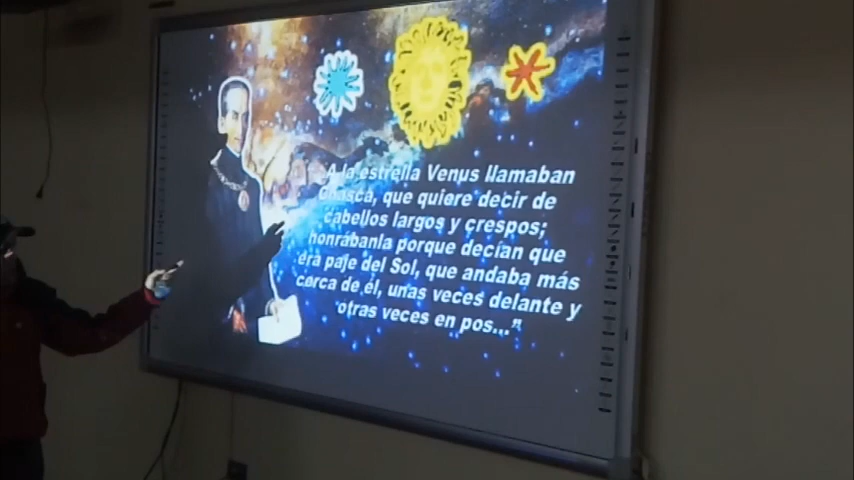 A la estrella Venus llamaban
Chasca, que quiere decir de
cabellos largos y crespos;
honrábanla porque decían que
era paje del Sol, que andaba más
cerca de él, unas veces delante y
otras veces en pos..."